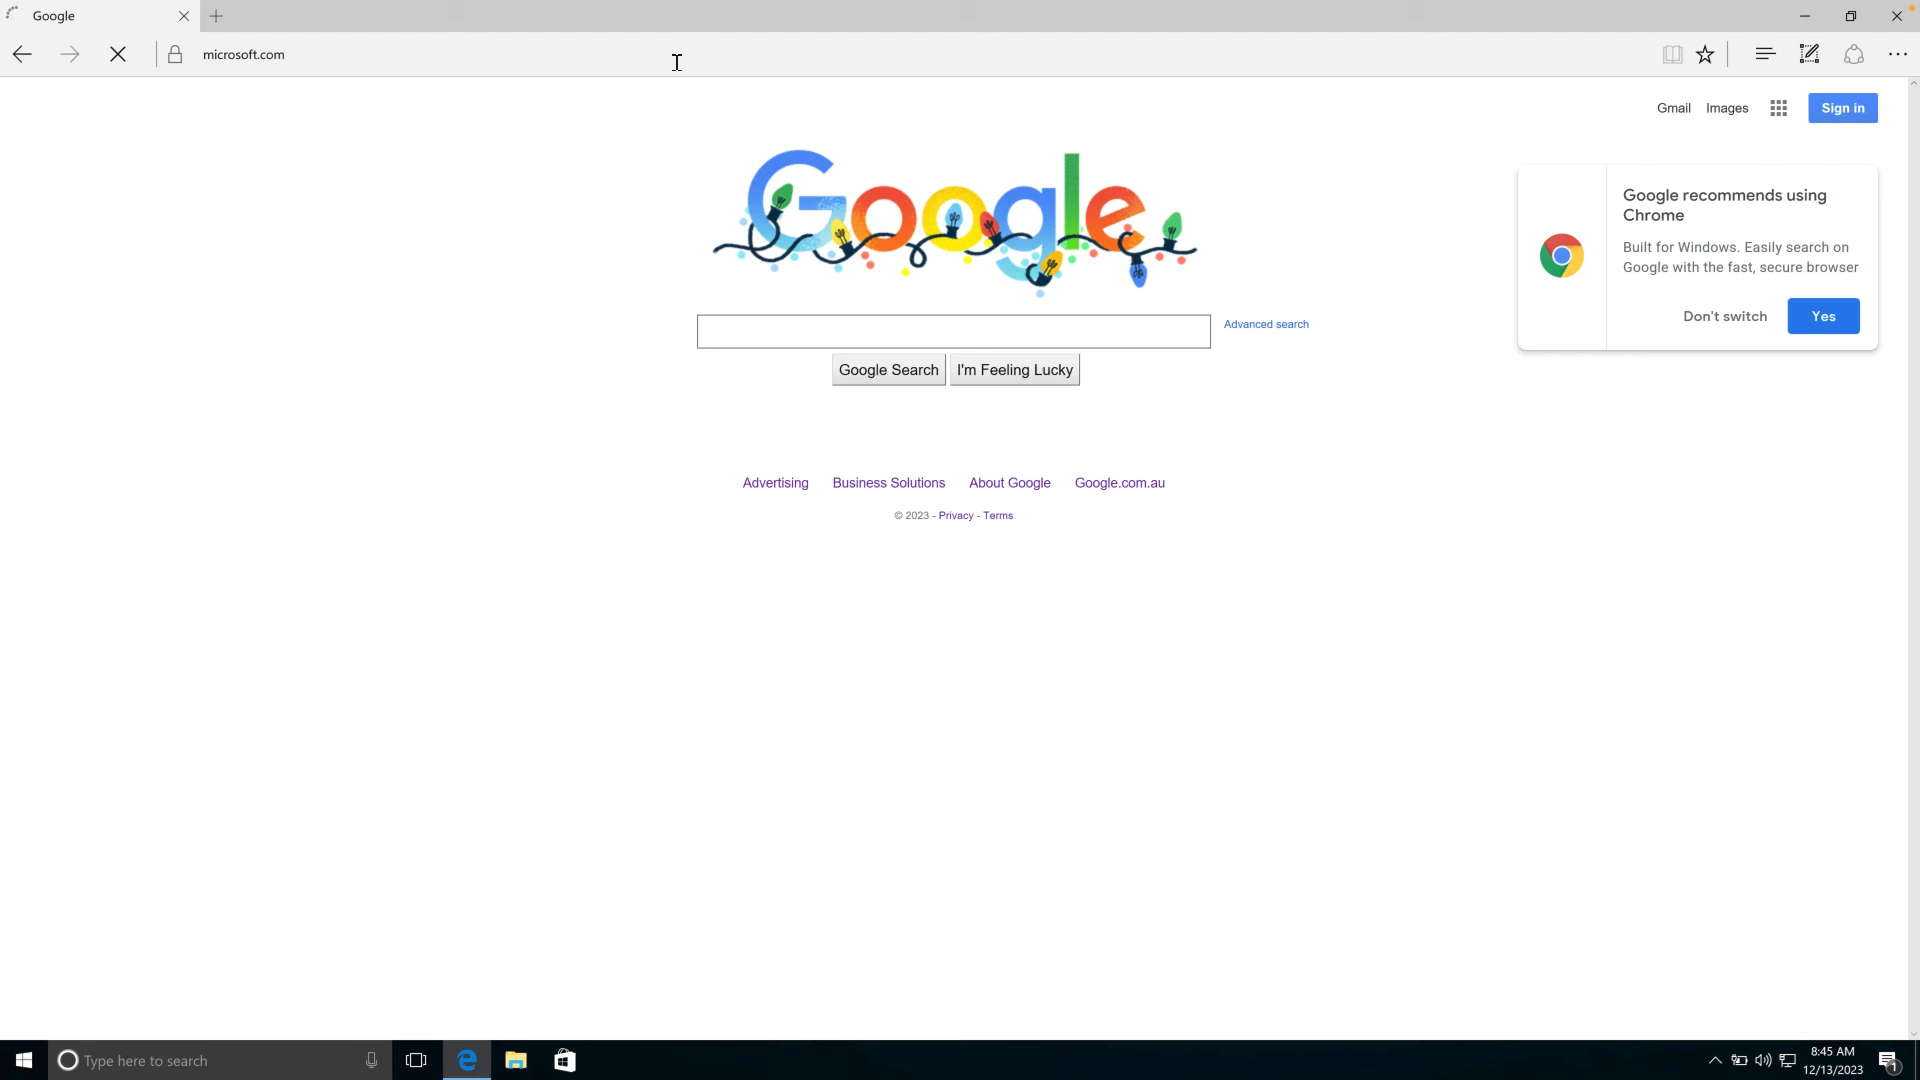 Google
microsoft.com
Gmail Images Sign in
Google
Google recommends using
Chrome
Built for Windows. Easily search on
Google with the fast, secure browser
Don't switch Yes
Advanced search
Google Search I'm Feeling Lucky
Advertising Business Solutions About Google Google.com.au
© 2023 - Privacy - Terms
Type here to search
8:45 AM
12/13/2023
1